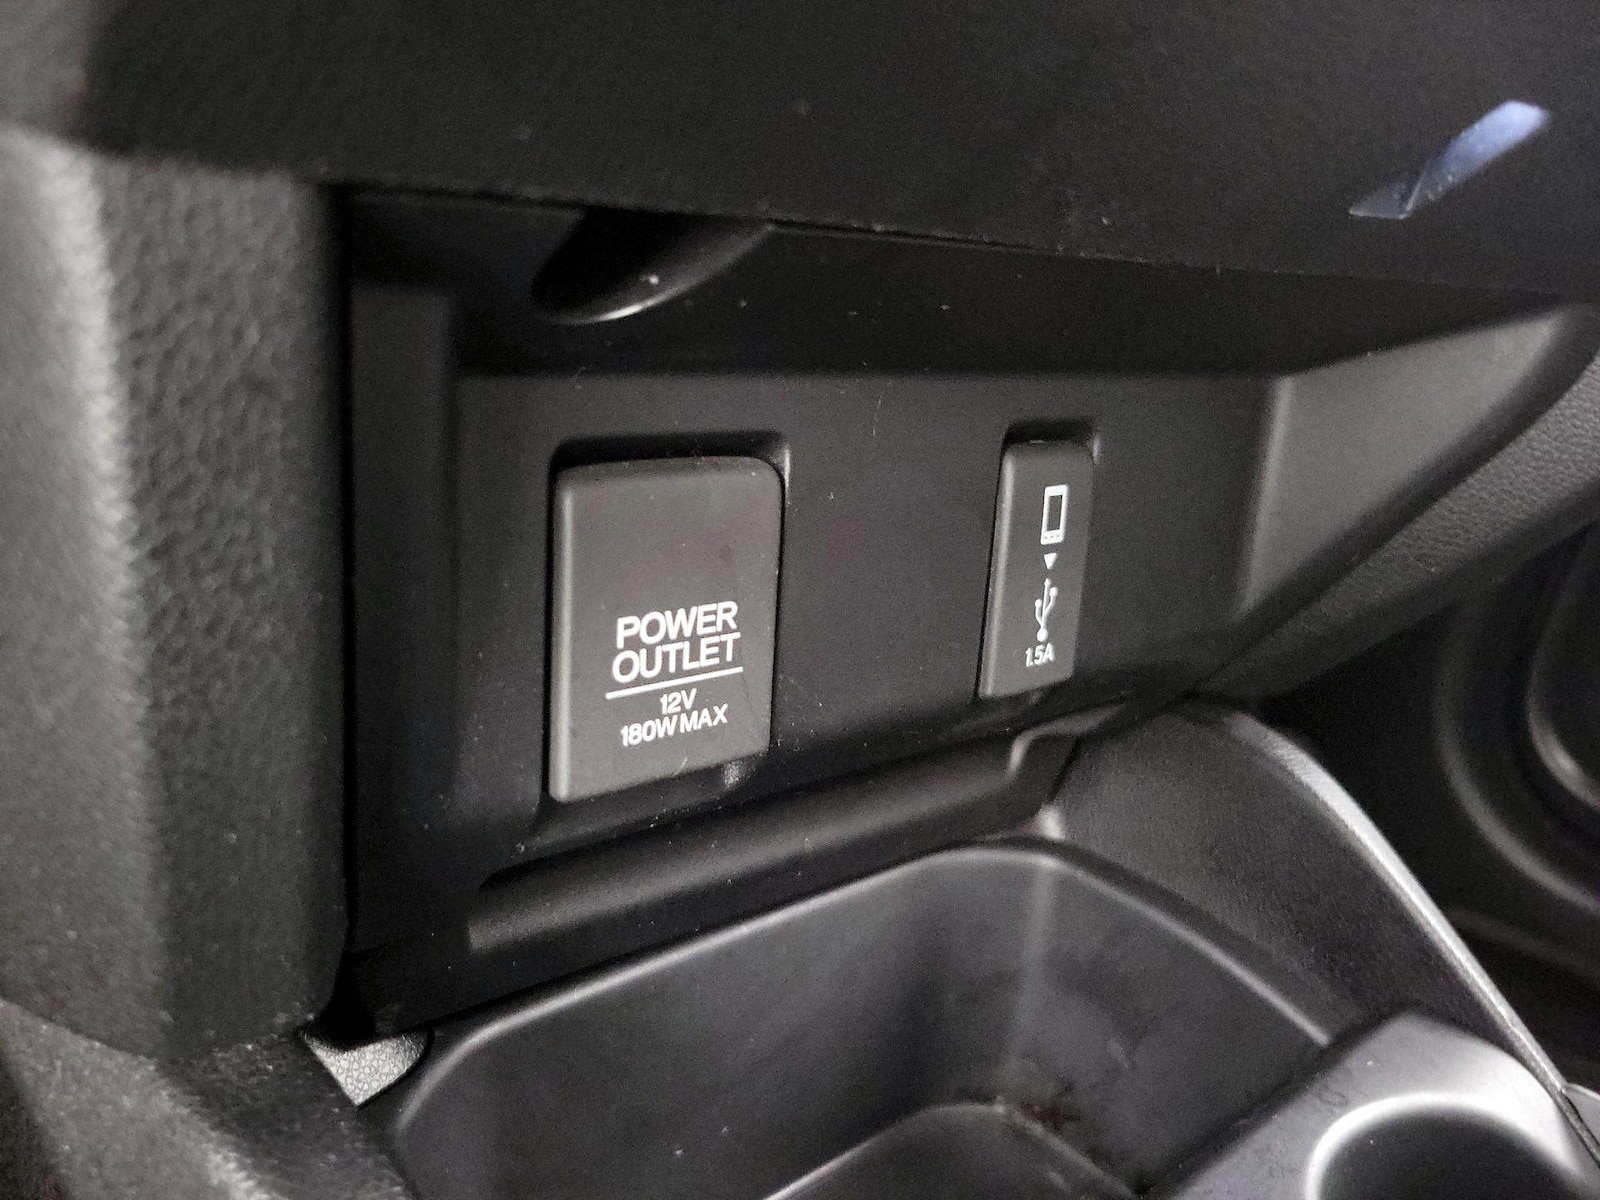 POWER
OUTLET
12V
180W MAX
1.5A